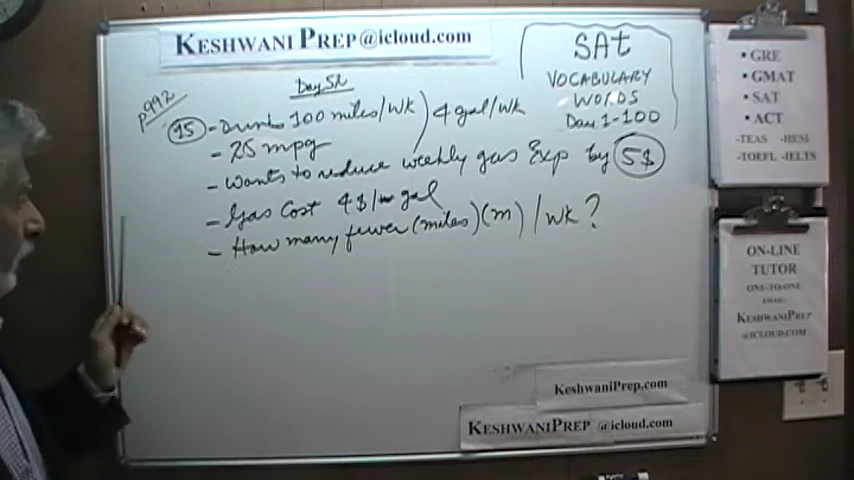 KESHWANI PREP@icloud.com
SAt
VOCABULARY
WORDS
Day 1-100
p992
15 - 100 miles/wk) 4 gal/wk
- 25 mpg
- Wants to reduce weekly gas Exp by 5$
- Gas Cost 4$/ gal
- How many fewer (miles)(m) / wk?
• GRE
• GMAT
• SAT
• ACT
-TEAS -HESI
-TOEFL -IELTS
ON-LINE
TUTOR
ONE-TO-ONE
EMAIL:
KESHWANIPREP
@ICLOUD.COM
KeshwaniPrep.com
KESHWANIPREP @icloud.com